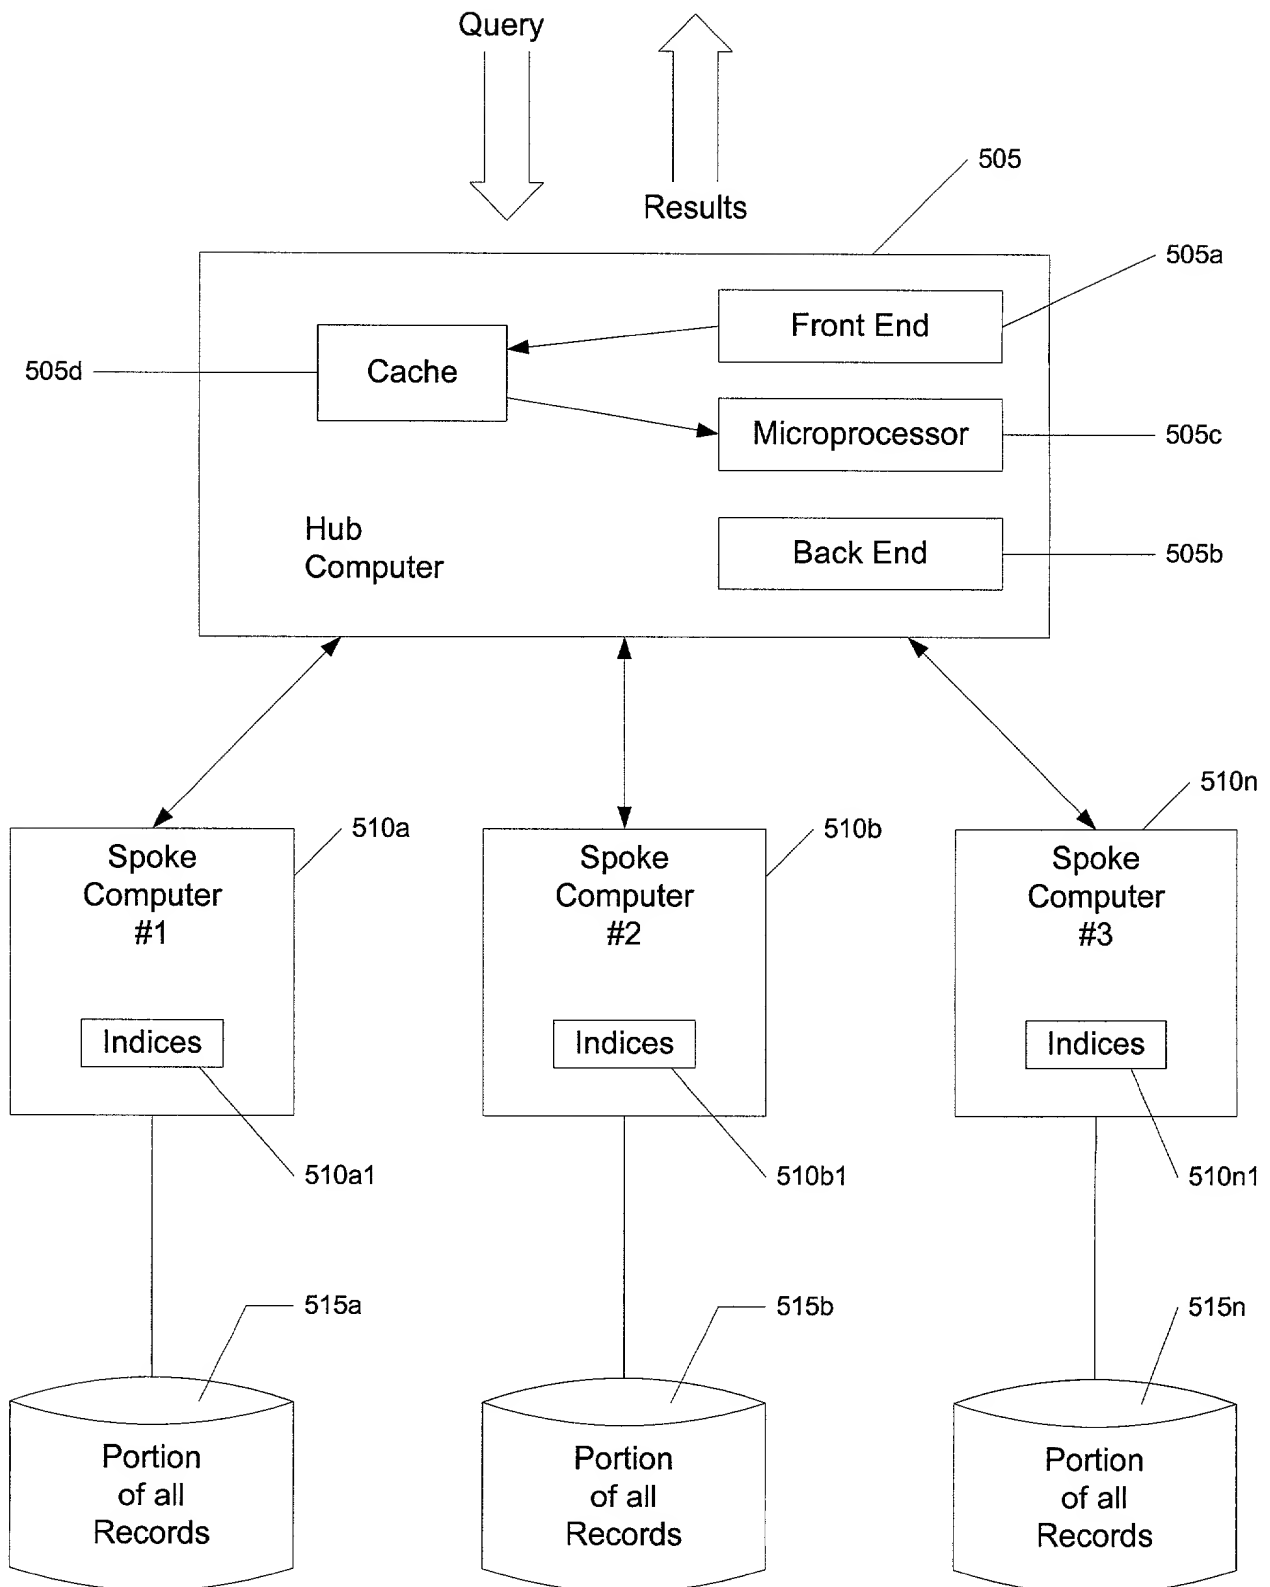 Query
Results
505
505a
Front End
Cache
505d
Microprocessor
505c
Hub
Computer
Back End
505b
510n
510a
510b
Spoke
Computer
#1
Spoke
Computer
#2
Spoke
Computer
#3
Indices
Indices
Indices
510a1
510b1
510n1
515a
515b
515n
Portion
of all
Records
Portion
of all
Records
Portion
of all
Records